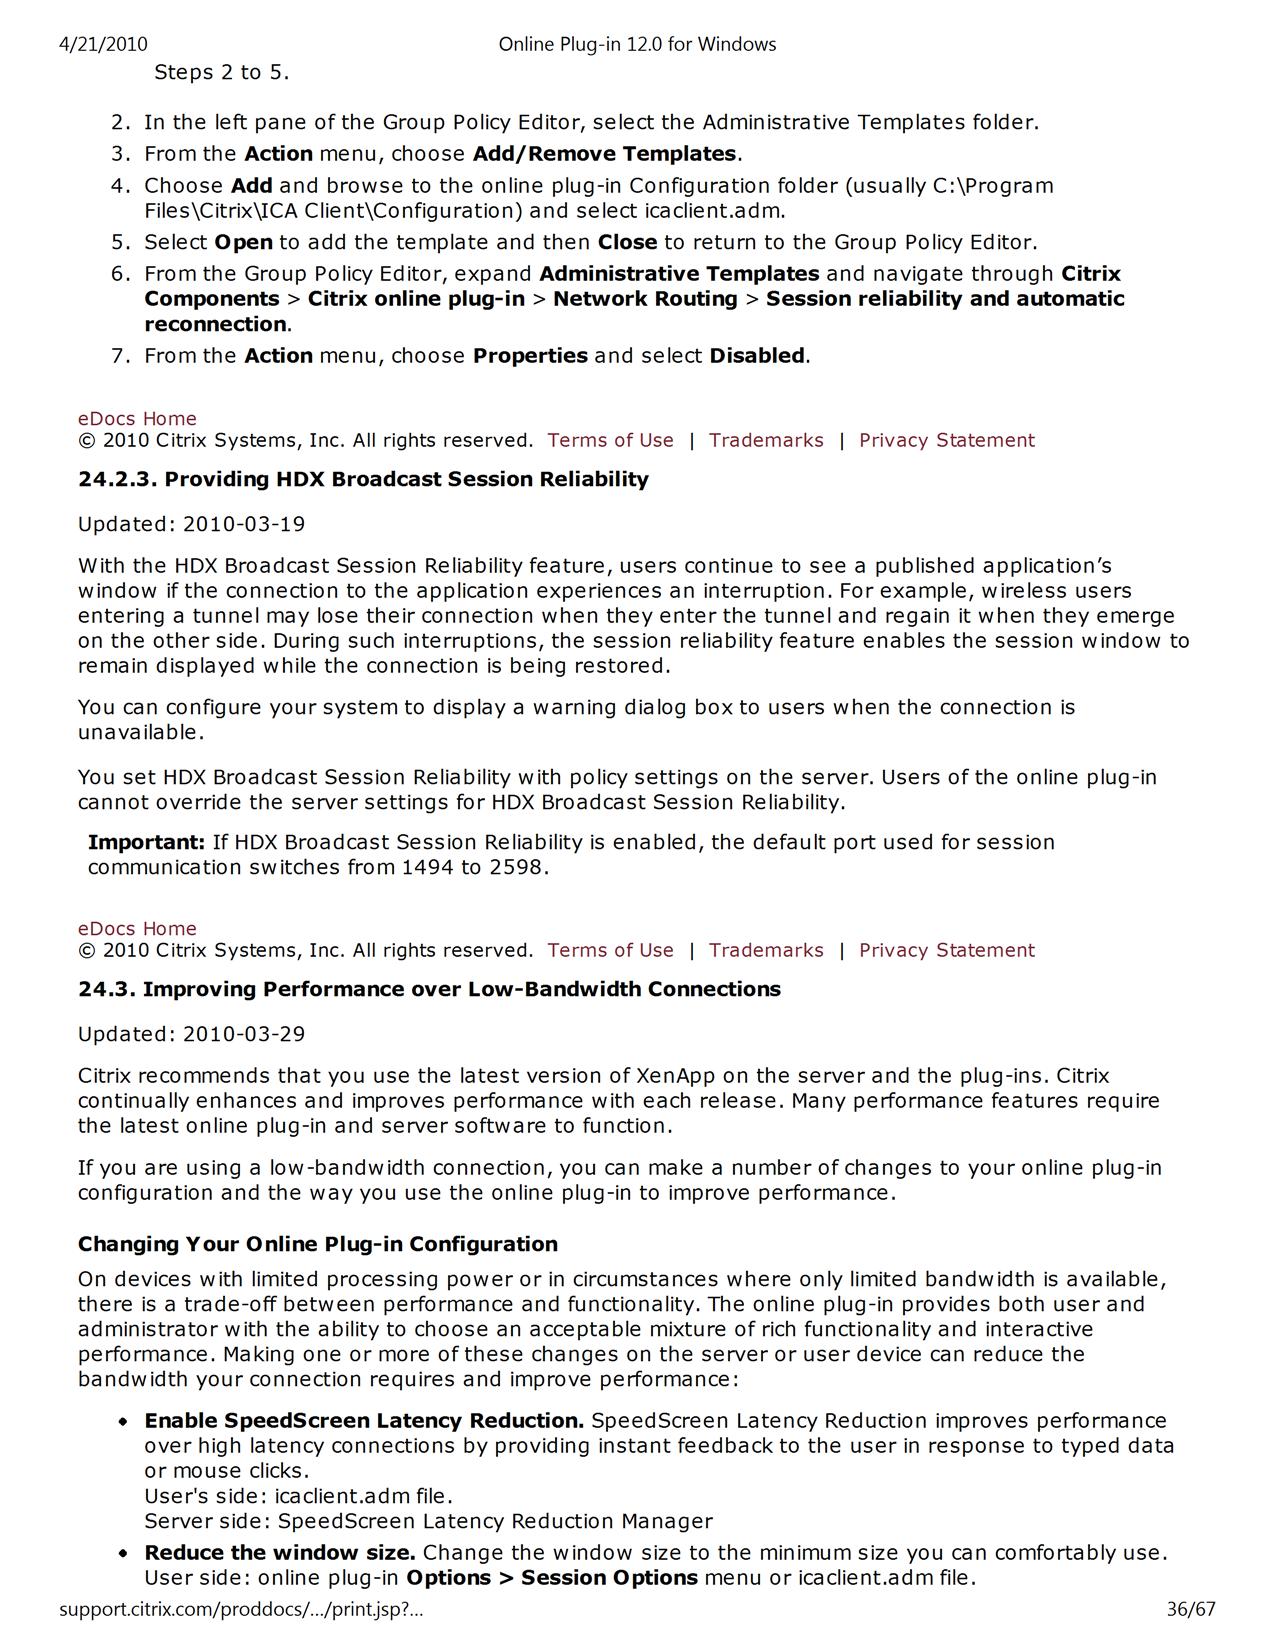 4/21/2010 Online Plug-in 12.0 for Windows
Steps 2 to 5.
2. In the left pane of the Group Policy Editor, select the Administrative Templates folder.
3. From the Action menu, choose Add/Remove Templates.
4. Choose Add and browse to the online plug-in Configuration folder (usually C:\Program
Files\Citrix\ICA Client\Configuration) and select icaclient.adm.
5. Select Open to add the template and then Close to return to the Group Policy Editor.
6. From the Group Policy Editor, expand Administrative Templates and navigate through Citrix
Components > Citrix online plug-in > Network Routing > Session reliability and automatic
reconnection.
7. From the Action menu, choose Properties and select Disabled.
eDocs Home
© 2010 Citrix Systems, Inc. All rights reserved. Terms of Use | Trademarks | Privacy Statement
24.2.3. Providing HDX Broadcast Session Reliability
Updated: 2010-03-19
With the HDX Broadcast Session Reliability feature, users continue to see a published application’s
window if the connection to the application experiences an interruption. For example, wireless users
entering a tunnel may lose their connection when they enter the tunnel and regain it when they emerge
on the other side. During such interruptions, the session reliability feature enables the session window to
remain displayed while the connection is being restored.
You can configure your system to display a warning dialog box to users when the connection is
unavailable.
You set HDX Broadcast Session Reliability with policy settings on the server. Users of the online plug-in
cannot override the server settings for HDX Broadcast Session Reliability.
Important: If HDX Broadcast Session Reliability is enabled, the default port used for session
communication switches from 1494 to 2598.
eDocs Home
© 2010 Citrix Systems, Inc. All rights reserved. Terms of Use | Trademarks | Privacy Statement
24.3. Improving Performance over Low-Bandwidth Connections
Updated: 2010-03-29
Citrix recommends that you use the latest version of XenApp on the server and the plug-ins. Citrix
continually enhances and improves performance with each release. Many performance features require
the latest online plug-in and server software to function.
If you are using a low-bandwidth connection, you can make a number of changes to your online plug-in
configuration and the way you use the online plug-in to improve performance.
Changing Your Online Plug-in Configuration
On devices with limited processing power or in circumstances where only limited bandwidth is available,
there is a trade-off between performance and functionality. The online plug-in provides both user and
administrator with the ability to choose an acceptable mixture of rich functionality and interactive
performance. Making one or more of these changes on the server or user device can reduce the
bandwidth your connection requires and improve performance:
• Enable SpeedScreen Latency Reduction. SpeedScreen Latency Reduction improves performance
over high latency connections by providing instant feedback to the user in response to typed data
or mouse clicks.
User's side: icaclient.adm file.
Server side: SpeedScreen Latency Reduction Manager
• Reduce the window size. Change the window size to the minimum size you can comfortably use.
User side: online plug-in Options > Session Options menu or icaclient.adm file.
support.citrix.com/proddocs/.../print.jsp?... 36/67